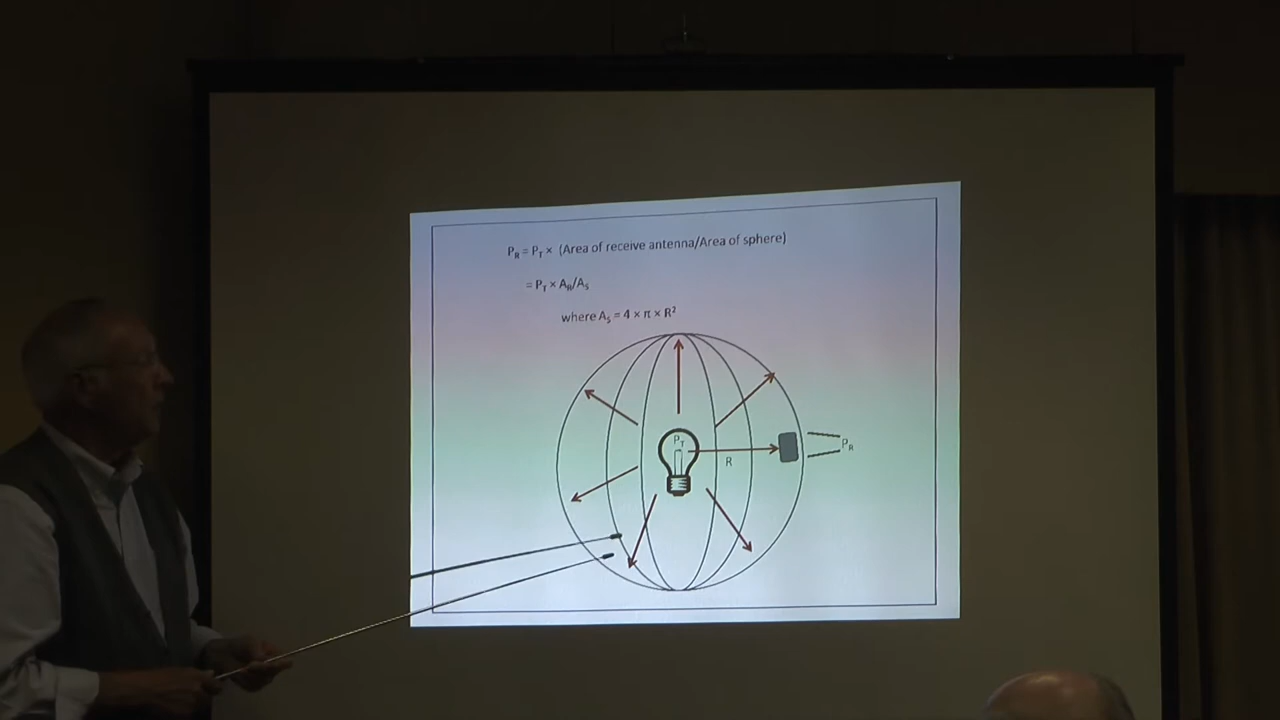 P_R = P_T × (Area of receive antenna/Area of sphere)
= P_T × A_R/A_S
where A_S = 4 × π × R²
P_T
R
P_R